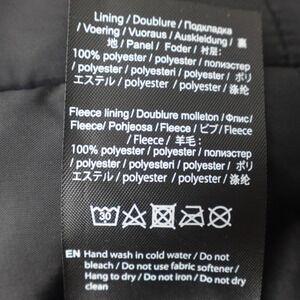 Lining / Doublure / Подкладка
/ Voering / Vuoraus / Auskleidung / 裏
地 / Panel / Foder / 衬层:
100% polyester / polyester / полиэстер
/ polyester / polyesteri / polyester / ポリ
エステル / polyester / polyester / 涤纶
Fleece lining / Doublure molleton / Флис/
Fleece/ Pohjeosa / Fleece / ピブ / Fleece
/ Fleece / 羊毛:
100% polyester / polyester / полиэстер
/ polyester / polyesteri / polyester / ポリ
エステル / polyester / polyester / 涤纶
30
EN Hand wash in cold water / Do not
bleach / Do not use fabric softener /
Hang to dry / Do not iron / Do not dry
clean